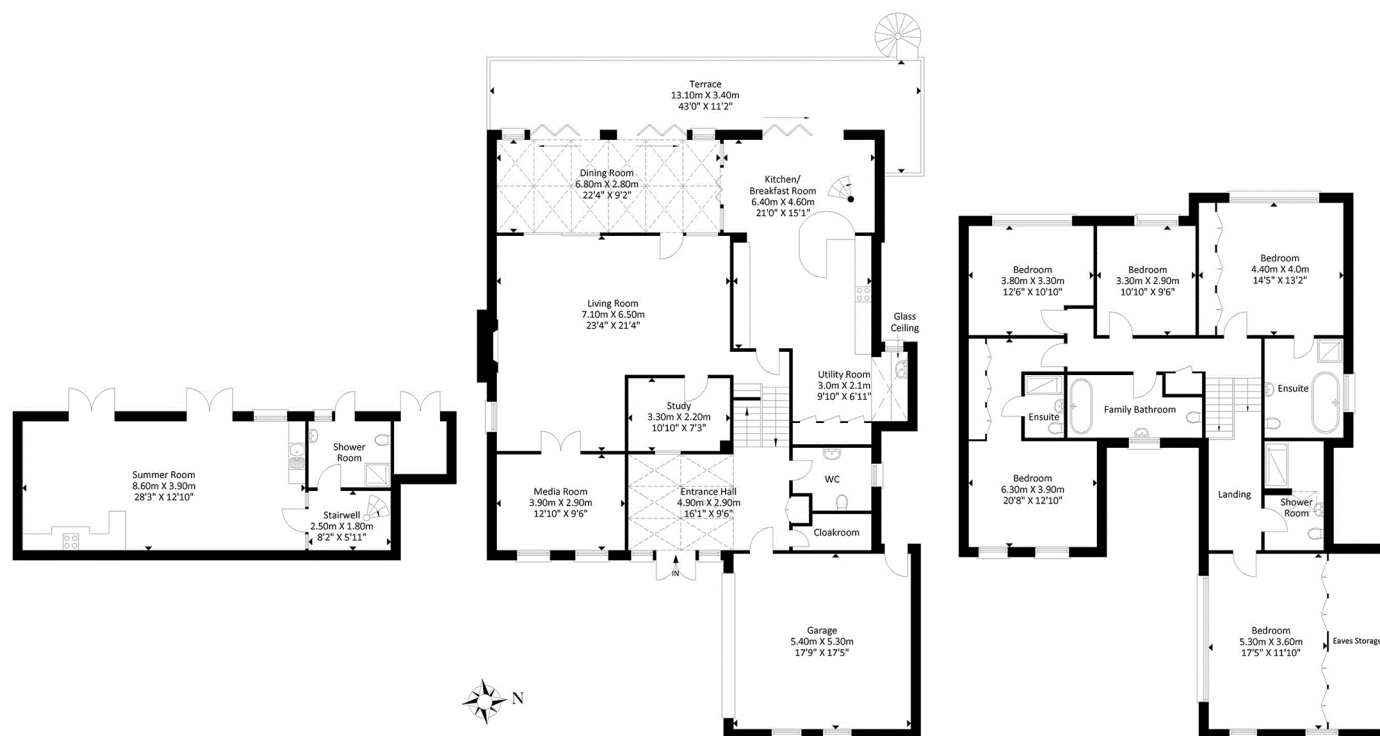 Terrace
13.10m X 3.40m
43'0" X 11'2"
Dining Room
6.80m X 2.80m
22'4" X 9'2"
Kitchen/
Breakfast Room
6.40m X 4.60m
21'0" X 15'1"
Living Room
7.10m X 6.50m
23'4" X 21'4"
Glass
Ceiling
Utility Room
3.0m X 2.1m
9'10" X 6'11"
Study
3.30m X 2.20m
10'10" X 7'3"
Media Room
3.90m X 2.90m
12'10" X 9'6"
Entrance Hall
4.90m X 2.90m
16'1" X 9'6"
WC
Cloakroom
IN
Garage
5.40m X 5.30m
17'9" X 17'5"
Summer Room
8.60m X 3.90m
28'3" X 12'10"
Shower
Room
Stairwell
2.50m X 1.80m
8'2" X 5'11"
N
Bedroom
3.80m X 3.30m
12'6" X 10'10"
Bedroom
3.30m X 2.90m
10'10" X 9'6"
Bedroom
4.40m X 4.0m
14'5" X 13'2"
Ensuite
Family Bathroom
Ensuite
Bedroom
6.30m X 3.90m
20'8" X 12'10"
Landing
Shower
Room
Bedroom
5.30m X 3.60m
17'5" X 11'10"
Eaves Storage